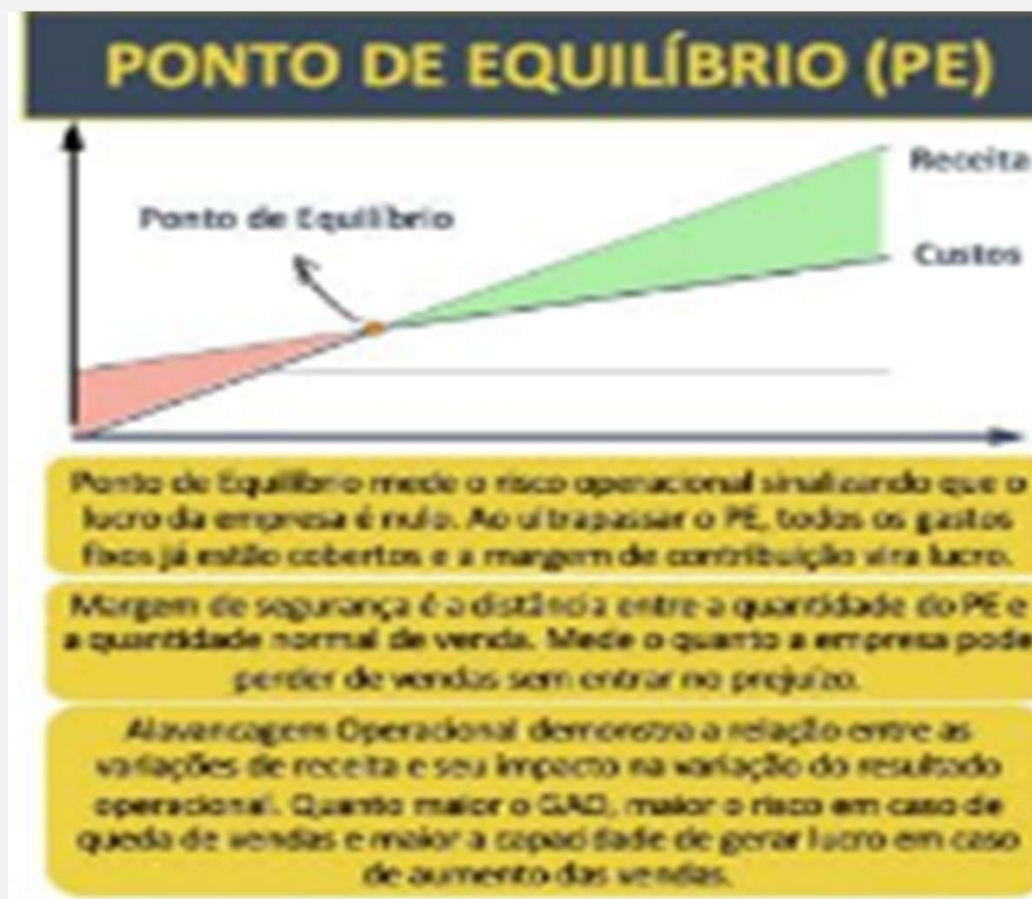 PONTO DE EQUILÍBRIO (PE)
Receita
Ponto de Equilíbrio
Custos
Ponto de Equilíbrio mede o risco operacional sinalizando que o
lucro da empresa é nulo. Ao ultrapassar o PE, todos os gastos
fixos já estão cobertos e a margem de contribuição vira lucro.
Margem de segurança é a distância entre a quantidade do PE e
a quantidade normal de venda. Mede o quanto a empresa pode
perder de vendas sem entrar no prejuízo.
Alavancagem Operacional demonstra a relação entre as
variações de receita e seu impacto na variação do resultado
operacional. Quanto maior o GAO, maior o risco em caso de
queda de vendas e maior a capacidade de gerar lucro em caso
de aumento das vendas.